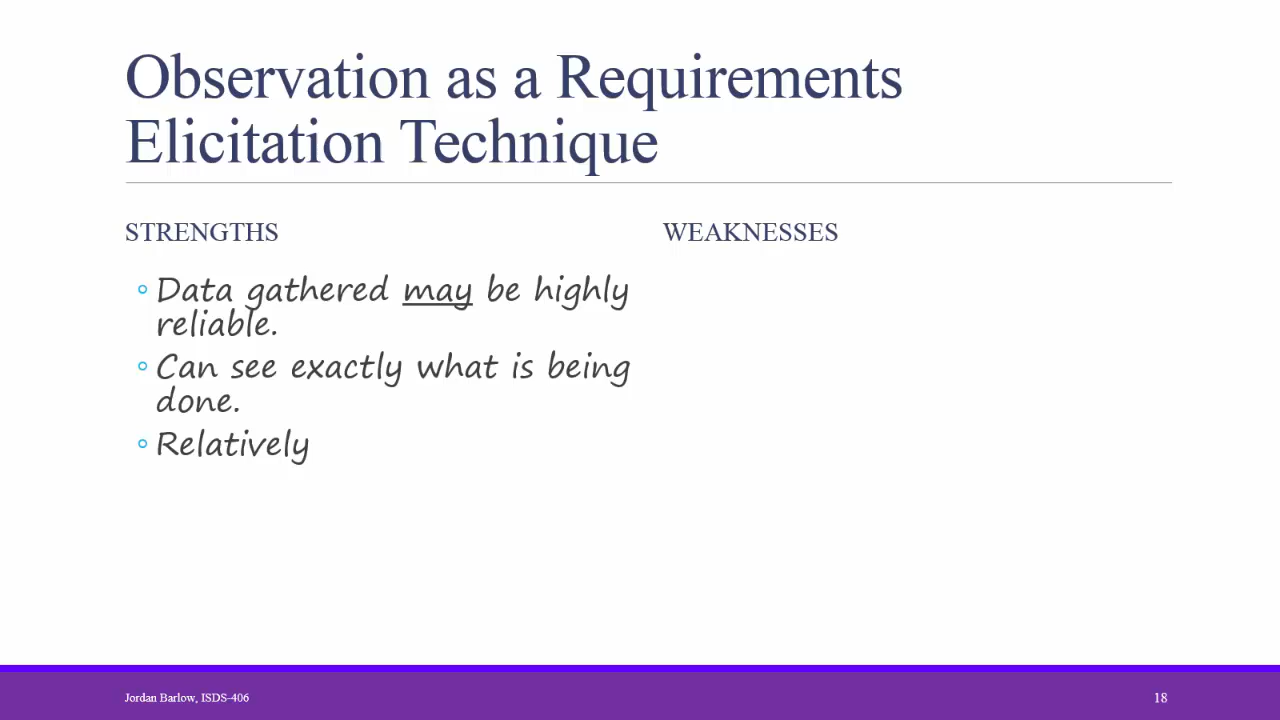 Observation as a Requirements
Elicitation Technique
STRENGTHS
◦ Data gathered may be highly
reliable.
◦ Can see exactly what is being
done.
◦ Relatively
WEAKNESSES
Jordan Barlow, ISDS-406
18